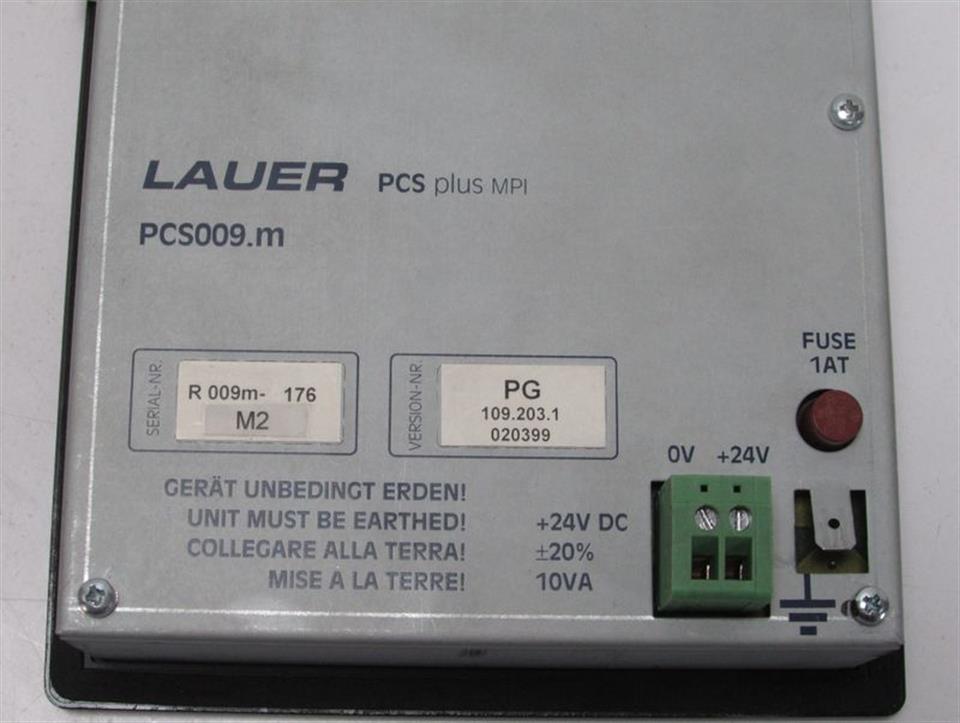 LAUER PCS plus MPI
PCS009.m
FUSE
1AT
SERIAL-NR.
R 009m- 176
M2
VERSION-NR.
PG
109.203.1
020399
0V +24V
GERÄT UNBEDINGT ERDEN!
UNIT MUST BE EARTHED! +24V DC
COLLEGARE ALLA TERRA! ±20%
MISE A LA TERRE! 10VA